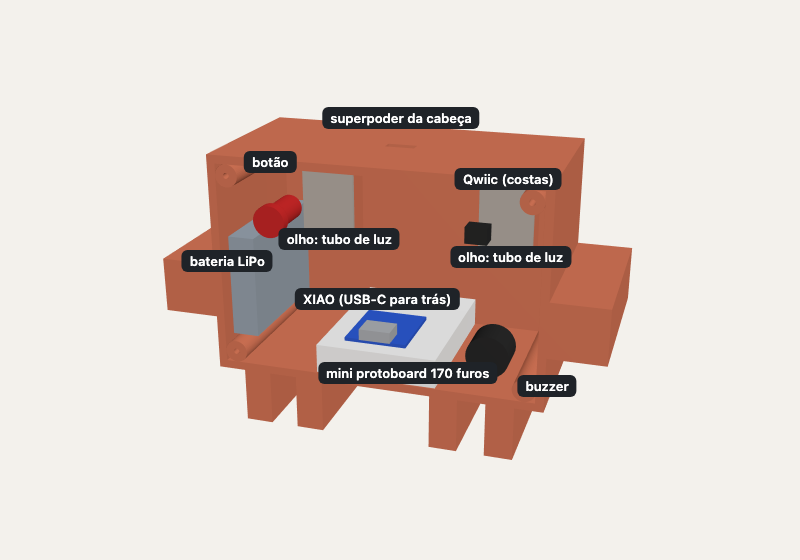 superpoder da cabeça
botão
Qwiic (costas)
olho: tubo de luz
olho: tubo de luz
bateria LiPo
XIAO (USB-C para trás)
mini protoboard 170 furos
buzzer